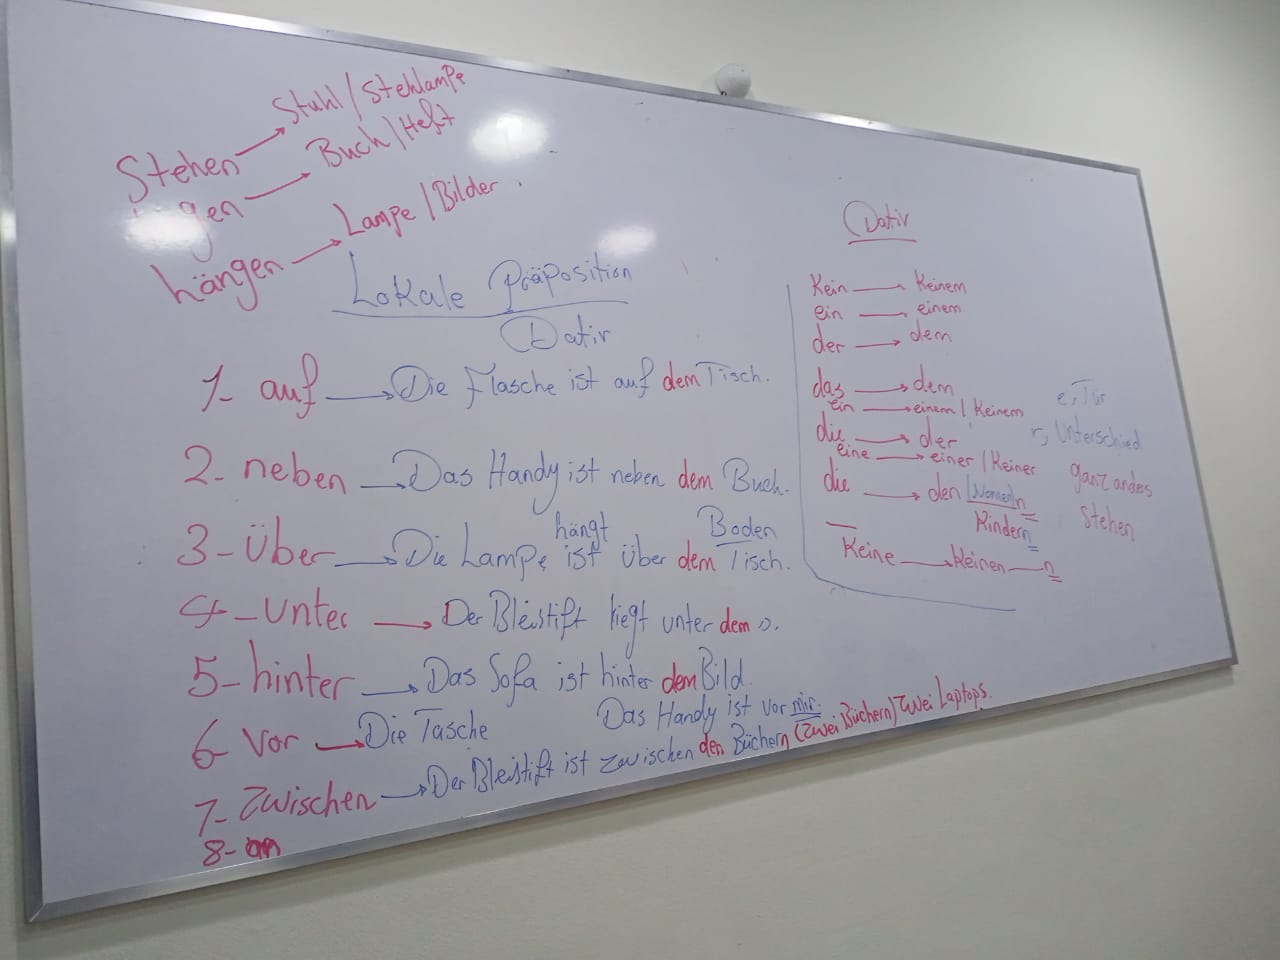 Stehen → Stuhl / Stehlampe
gen → Buch / Heft
hängen → Lampe / Bilder
Lokale Präposition
Dativ
1- auf → Die Flasche ist auf dem Tisch.
2- neben → Das Handy ist neben dem Buch.
hängt Boden
3- Über → Die Lampe ist über dem Tisch.
4- unter → Der Bleistift liegt unter dem
5- hinter → Das Sofa ist hinter dem Bild.
6- Vor → Die Tasche Das Handy ist vor mir.
7- Zwischen → Der Bleistift ist zwischen den Büchern (zwei Büchern) zwei Laptops.
8- an
Dativ
Kein → Keinem
ein → einem
der → dem
das → dem
ein → einem / Keinem
die → der
eine → einer / Keiner
die → den
Kindern
Keine → Keinen — n
e, Tür
r, Unterschied
ganz anders
Stehen